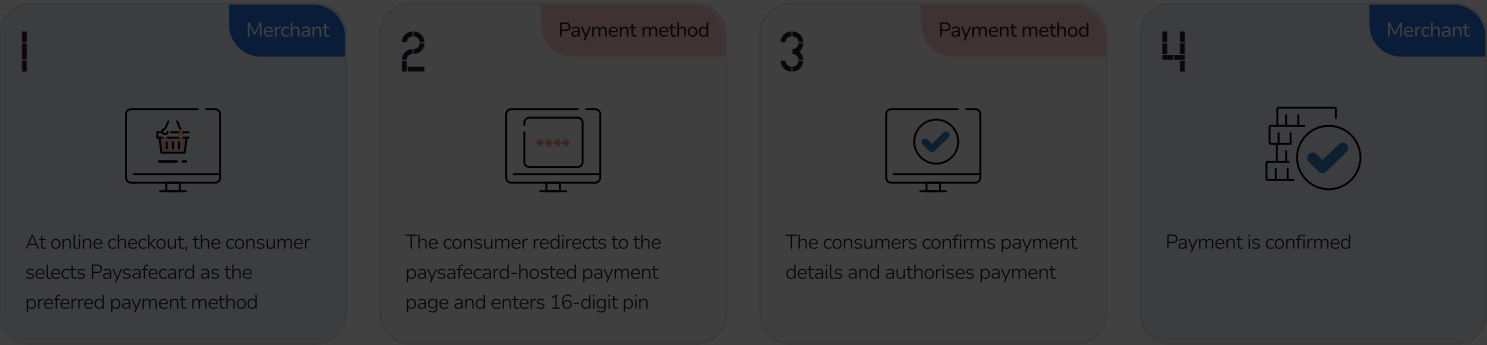 1
Merchant
At online checkout, the consumer
selects Paysafecard as the
preferred payment method
2
Payment method
****
The consumer redirects to the
paysafecard-hosted payment
page and enters 16-digit pin
3
Payment method
The consumers confirms payment
details and authorises payment
4
Merchant
Payment is confirmed